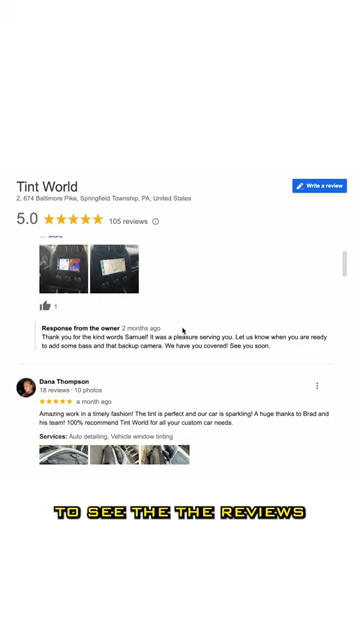 Tint World
2, 674 Baltimore Pike, Springfield Township, PA, United States
Write a review
5.0 105 reviews
... More
1
Response from the owner 2 months ago
Thank you for the kind words Samuel! It was a pleasure serving you. Let us know when you are ready
to add some bass and that backup camera. We have you covered! See you soon.
Dana Thompson
18 reviews · 10 photos
a month ago
Amazing work in a timely fashion! The tint is perfect and our car is sparkling! A huge thanks to Brad and
his team! 100% recommend Tint World for all your custom car needs.
Services: Auto detailing, Vehicle window tinting
TO SEE THE THE REVIEWS